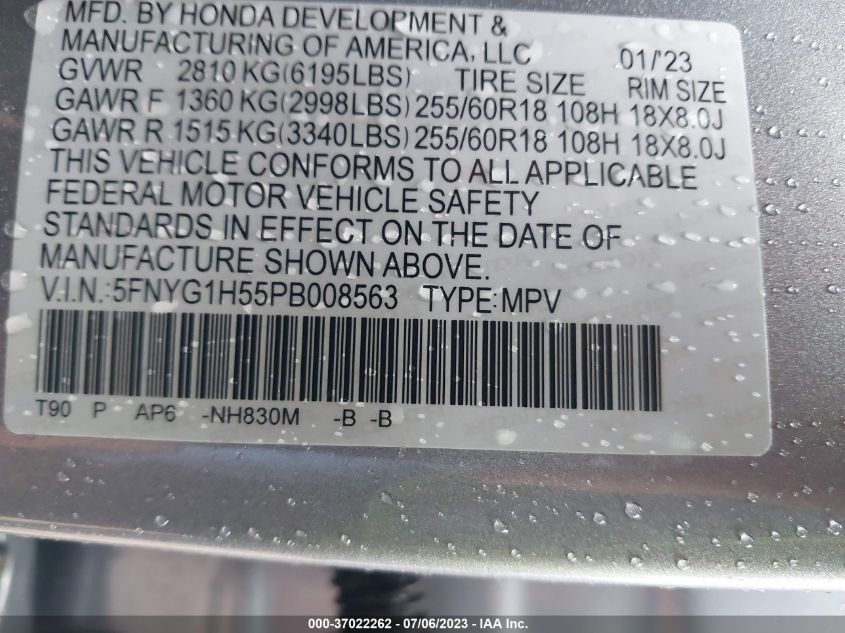 MFD. BY HONDA DEVELOPMENT &
MANUFACTURING OF AMERICA, LLC 01/'23
GVWR 2810 KG(6195LBS) TIRE SIZE RIM SIZE
GAWR F 1360 KG(2998LBS) 255/60R18 108H 18X8.0J
GAWR R 1515 KG(3340LBS) 255/60R18 108H 18X8.0J
THIS VEHICLE CONFORMS TO ALL APPLICABLE
FEDERAL MOTOR VEHICLE SAFETY
STANDARDS IN EFFECT ON THE DATE OF
MANUFACTURE SHOWN ABOVE.
V.I.N.:5FNYG1H55PB008563 TYPE:MPV
T90 P AP6 -NH830M -B -B
000-37022262 - 07/06/2023 - IAA Inc.